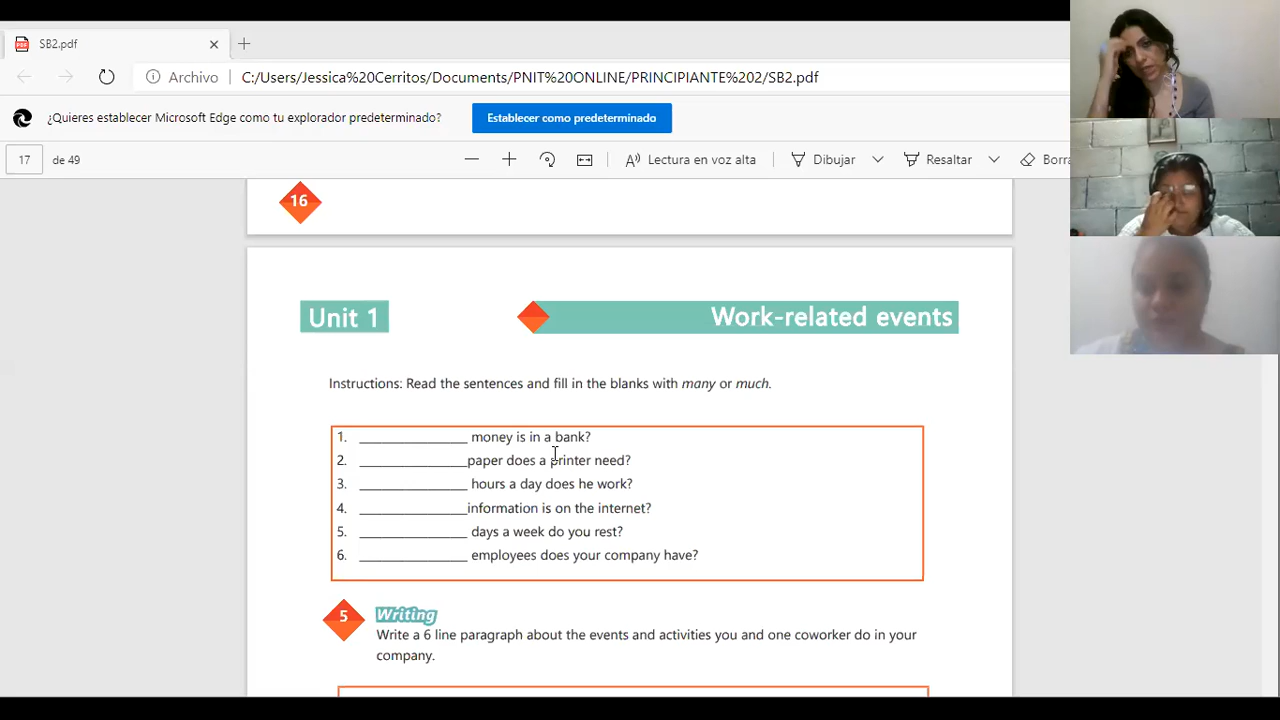 SB2.pdf
Archivo C:/Users/Jessica%20Cerritos/Documents/PNIT%20ONLINE/PRINCIPIANTE%202/SB2.pdf
¿Quieres establecer Microsoft Edge como tu explorador predeterminado? Establecer como predeterminado
17 de 49 Lectura en voz alta Dibujar Resaltar Borra
16
Unit 1 Work-related events
Instructions: Read the sentences and fill in the blanks with many or much.
1. ________________ money is in a bank?
2. ________________paper does a printer need?
3. ________________ hours a day does he work?
4. ________________information is on the internet?
5. ________________ days a week do you rest?
6. ________________ employees does your company have?
5 Writing
Write a 6 line paragraph about the events and activities you and one coworker do in your
company.